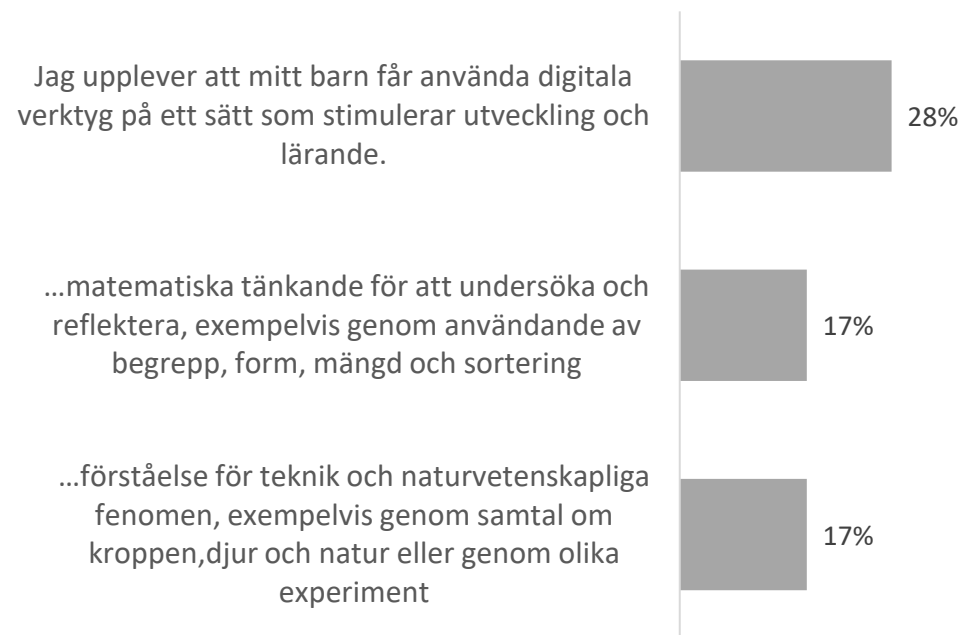 Jag upplever att mitt barn får använda digitala
verktyg på ett sätt som stimulerar utveckling och
lärande.
28%
…matematiska tänkande för att undersöka och
reflektera, exempelvis genom användande av
begrepp, form, mängd och sortering
17%
…förståelse för teknik och naturvetenskapliga
fenomen, exempelvis genom samtal om
kroppen,djur och natur eller genom olika
experiment
17%